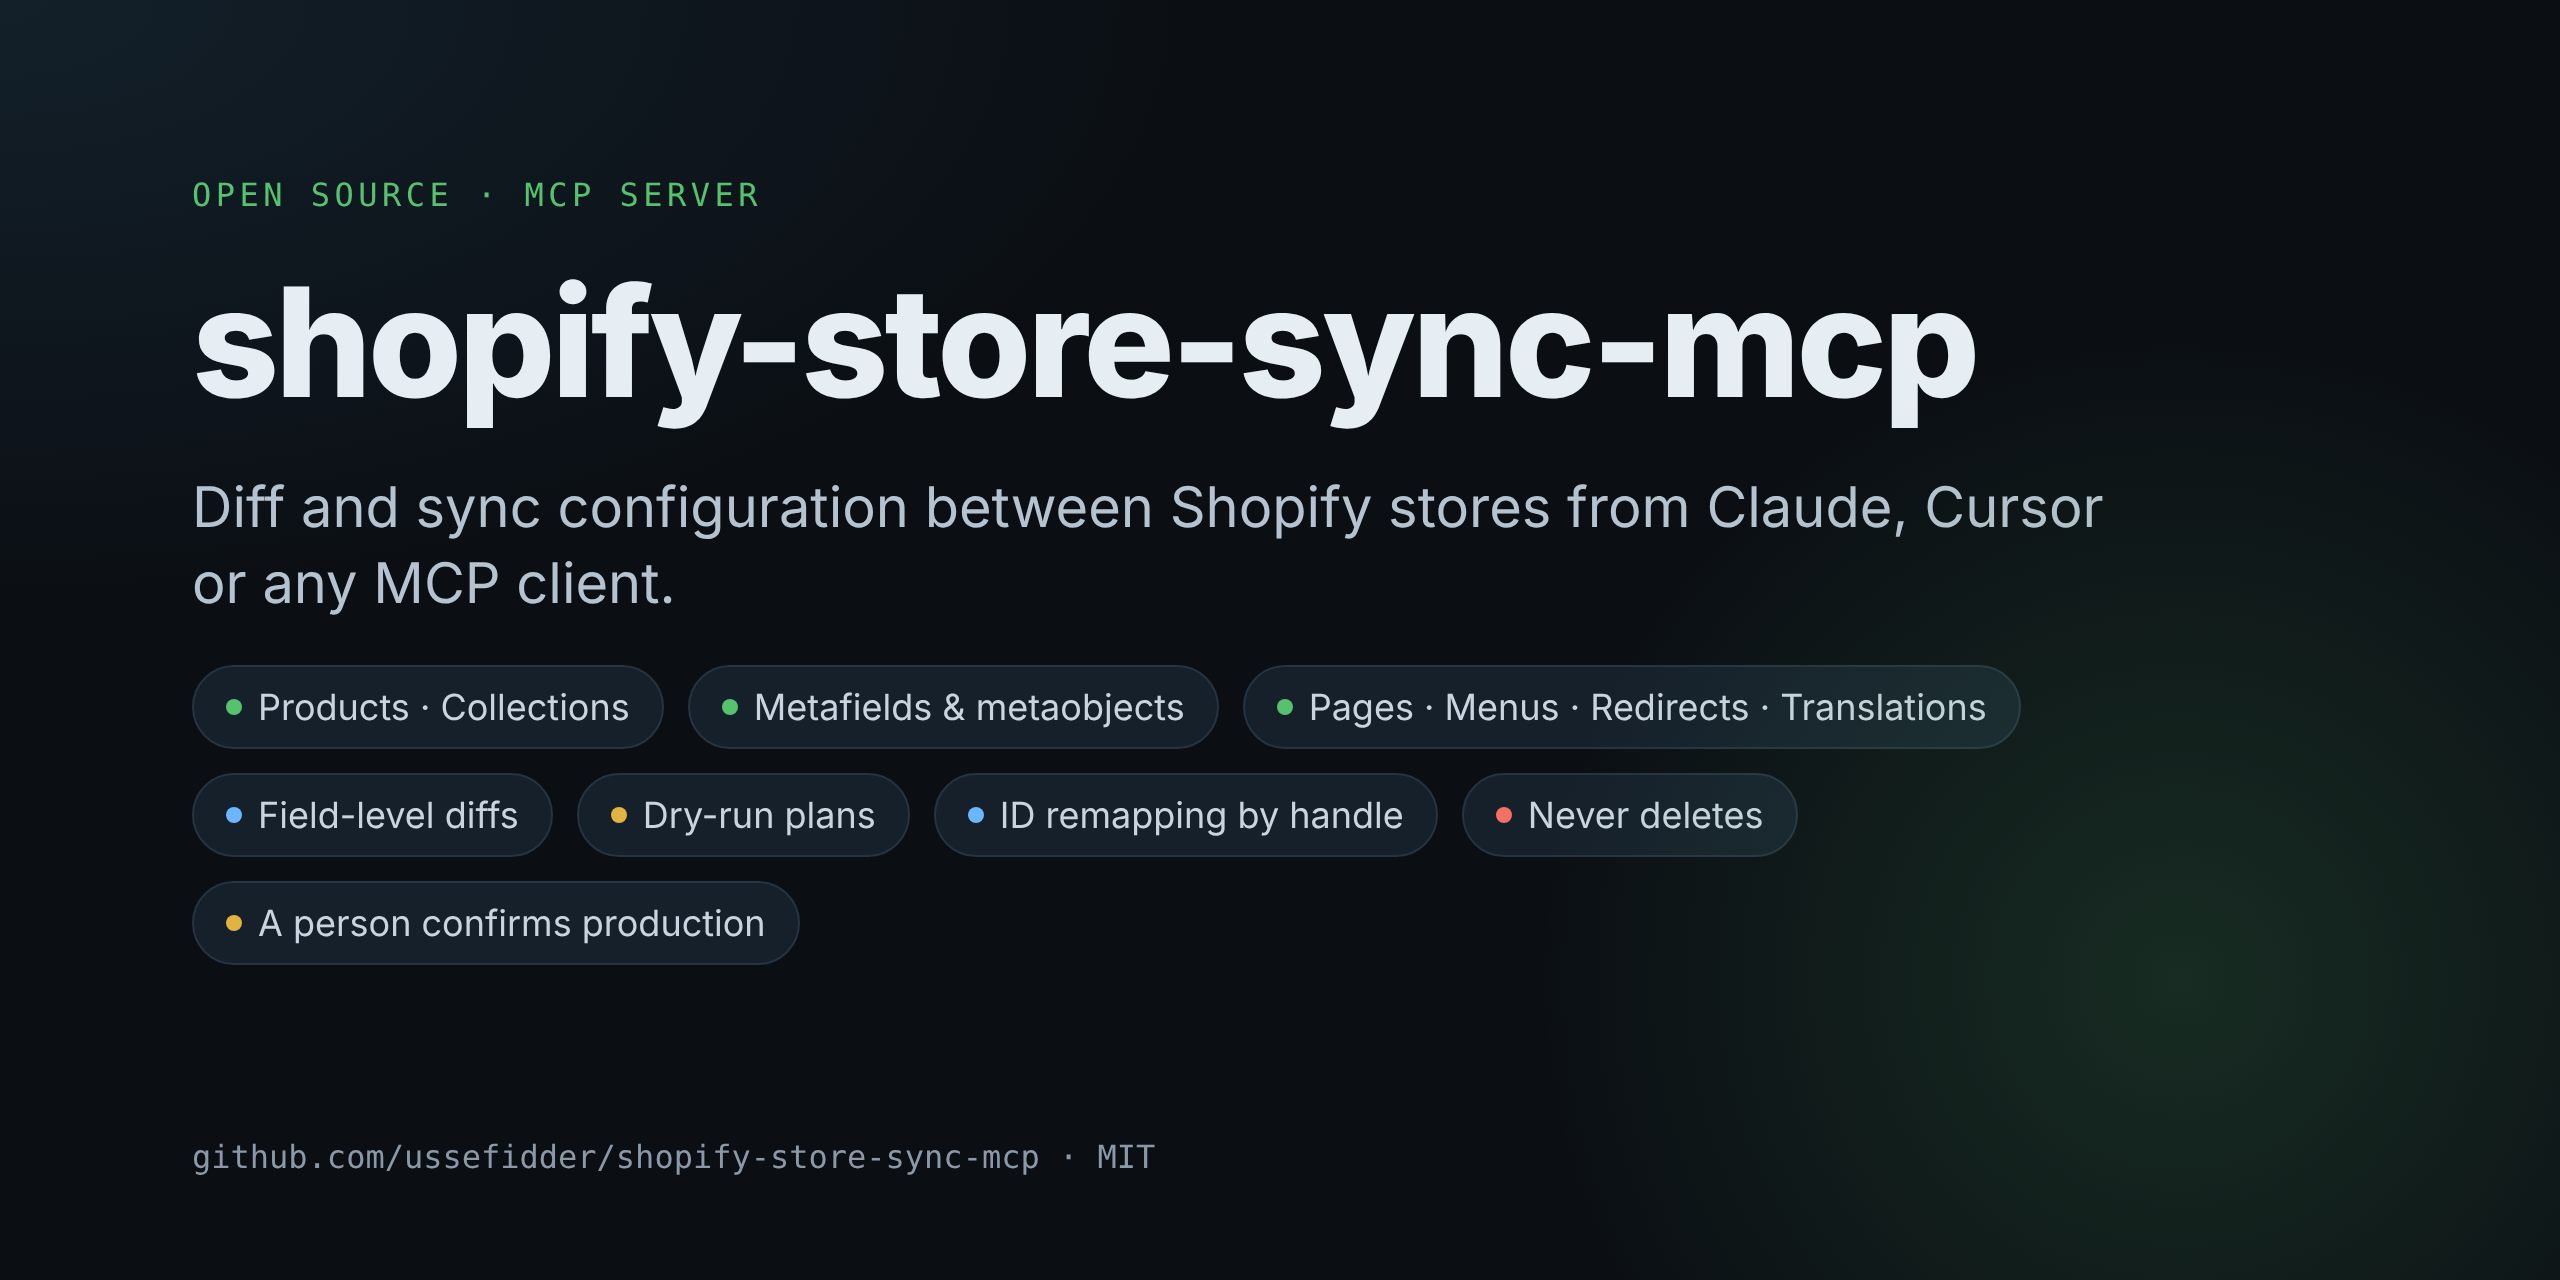 OPEN SOURCE · MCP SERVER
shopify-store-sync-mcp
Diff and sync configuration between Shopify stores from Claude, Cursor
or any MCP client.
Products · Collections
Metafields & metaobjects
Pages · Menus · Redirects · Translations
Field-level diffs
Dry-run plans
ID remapping by handle
Never deletes
A person confirms production
github.com/ussefidder/shopify-store-sync-mcp · MIT